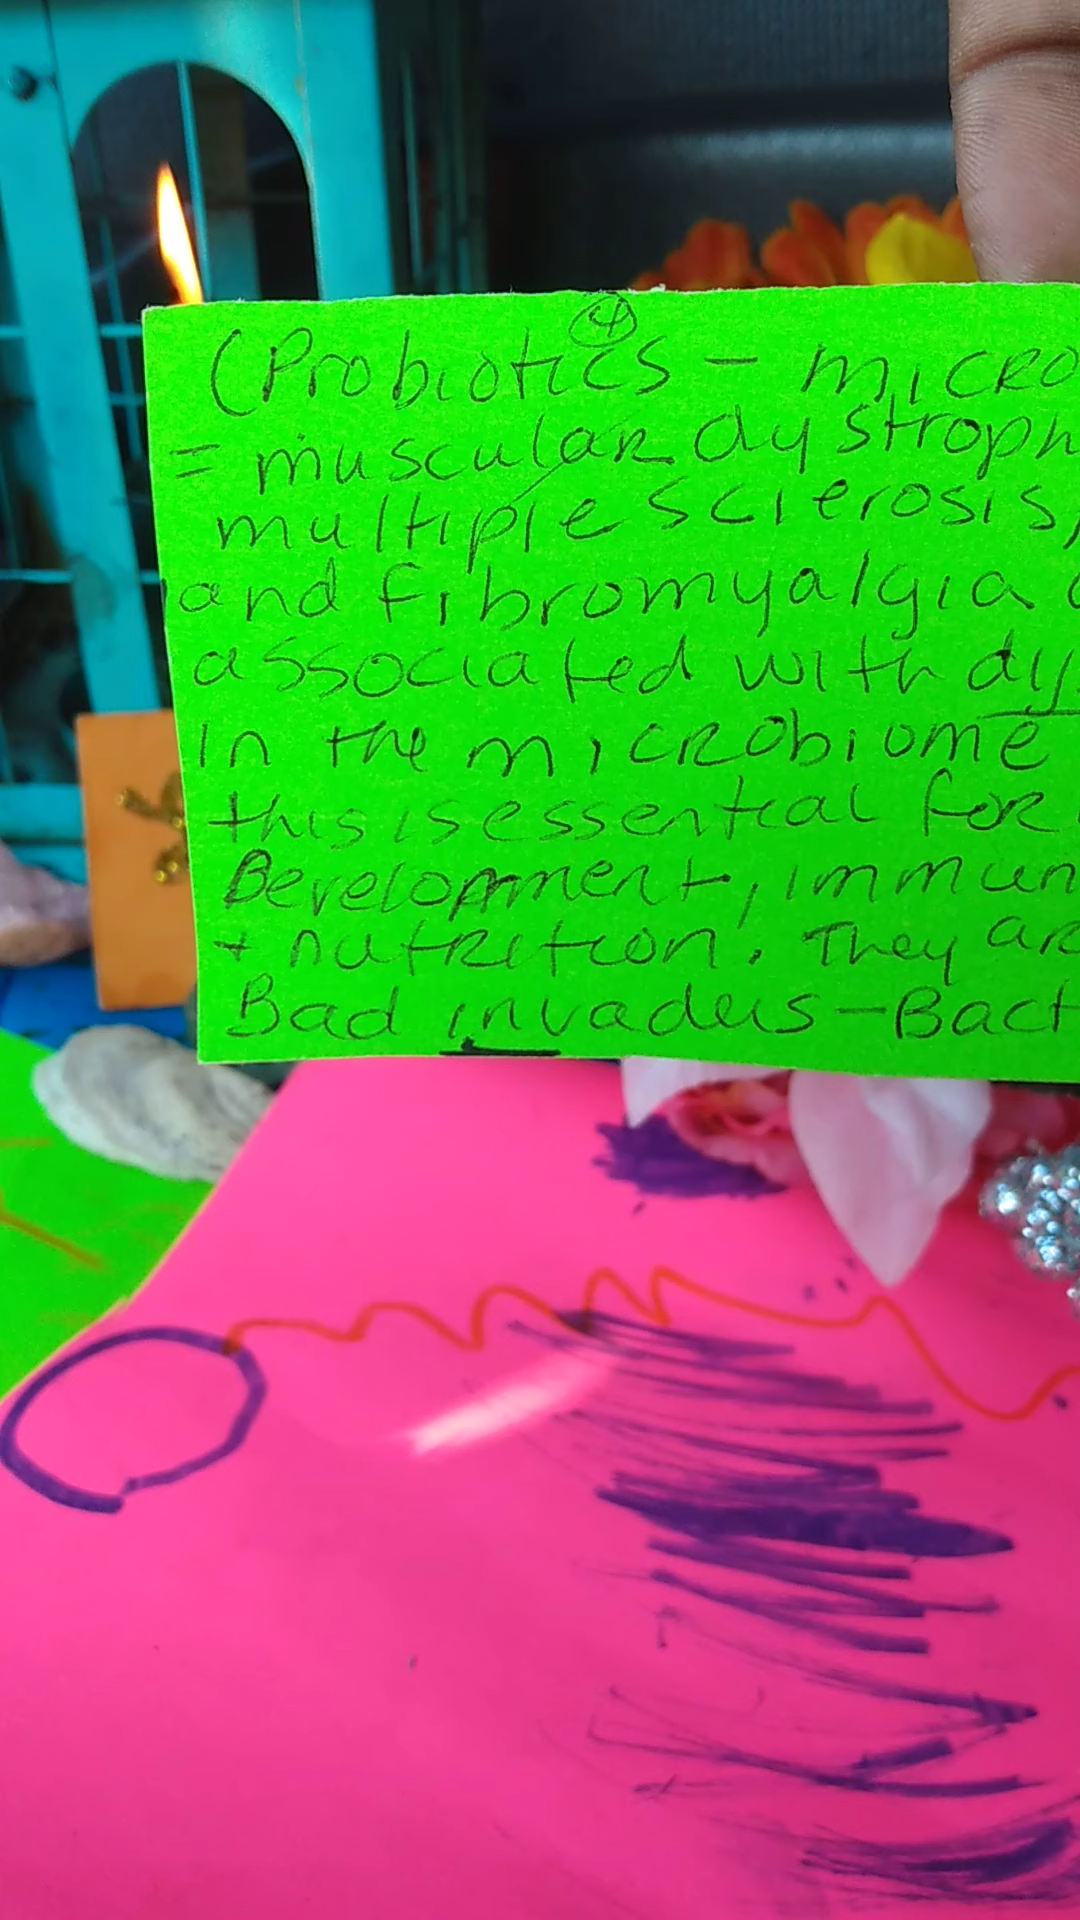 ④
(Probiotics - micro
= muscular dystroph
multiple sclerosis,
and fibromyalgia
associated with dy
in the microbiome
this is essential for
Development, immun
+ nutrition. They ar
Bad invaders - Bact